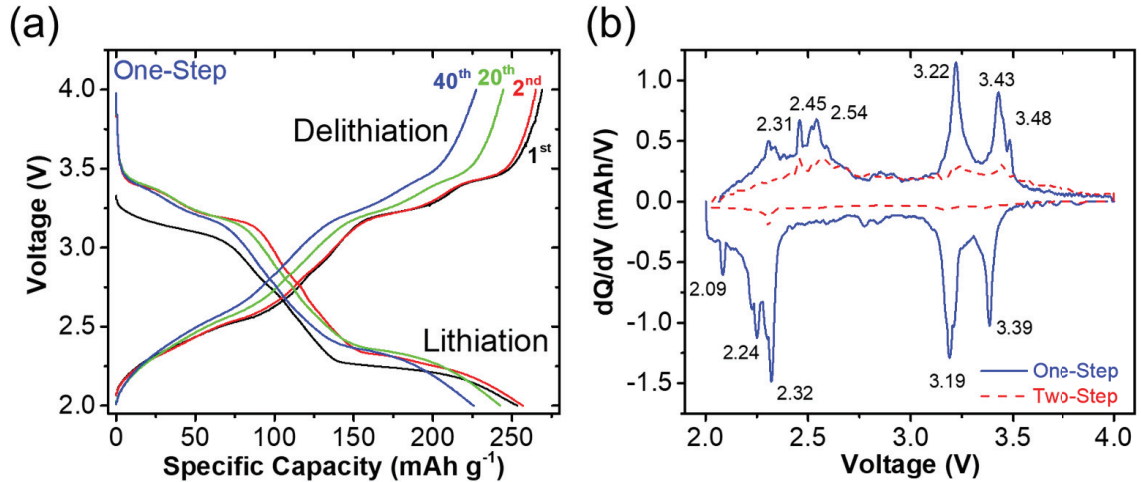 (a)
One-Step
40th
20th
2nd
1st
Delithiation
Lithiation
4.0
3.5
3.0
2.5
2.0
0
50
100
150
200
250
Voltage (V)
Specific Capacity (mAh g-1)
(b)
3.22
3.43
3.48
2.45
2.54
2.31
2.09
2.24
2.32
3.19
3.39
One-Step
Two-Step
1.0
0.5
0.0
-0.5
-1.0
-1.5
2.0
2.5
3.0
3.5
4.0
dQ/dV (mAh/V)
Voltage (V)